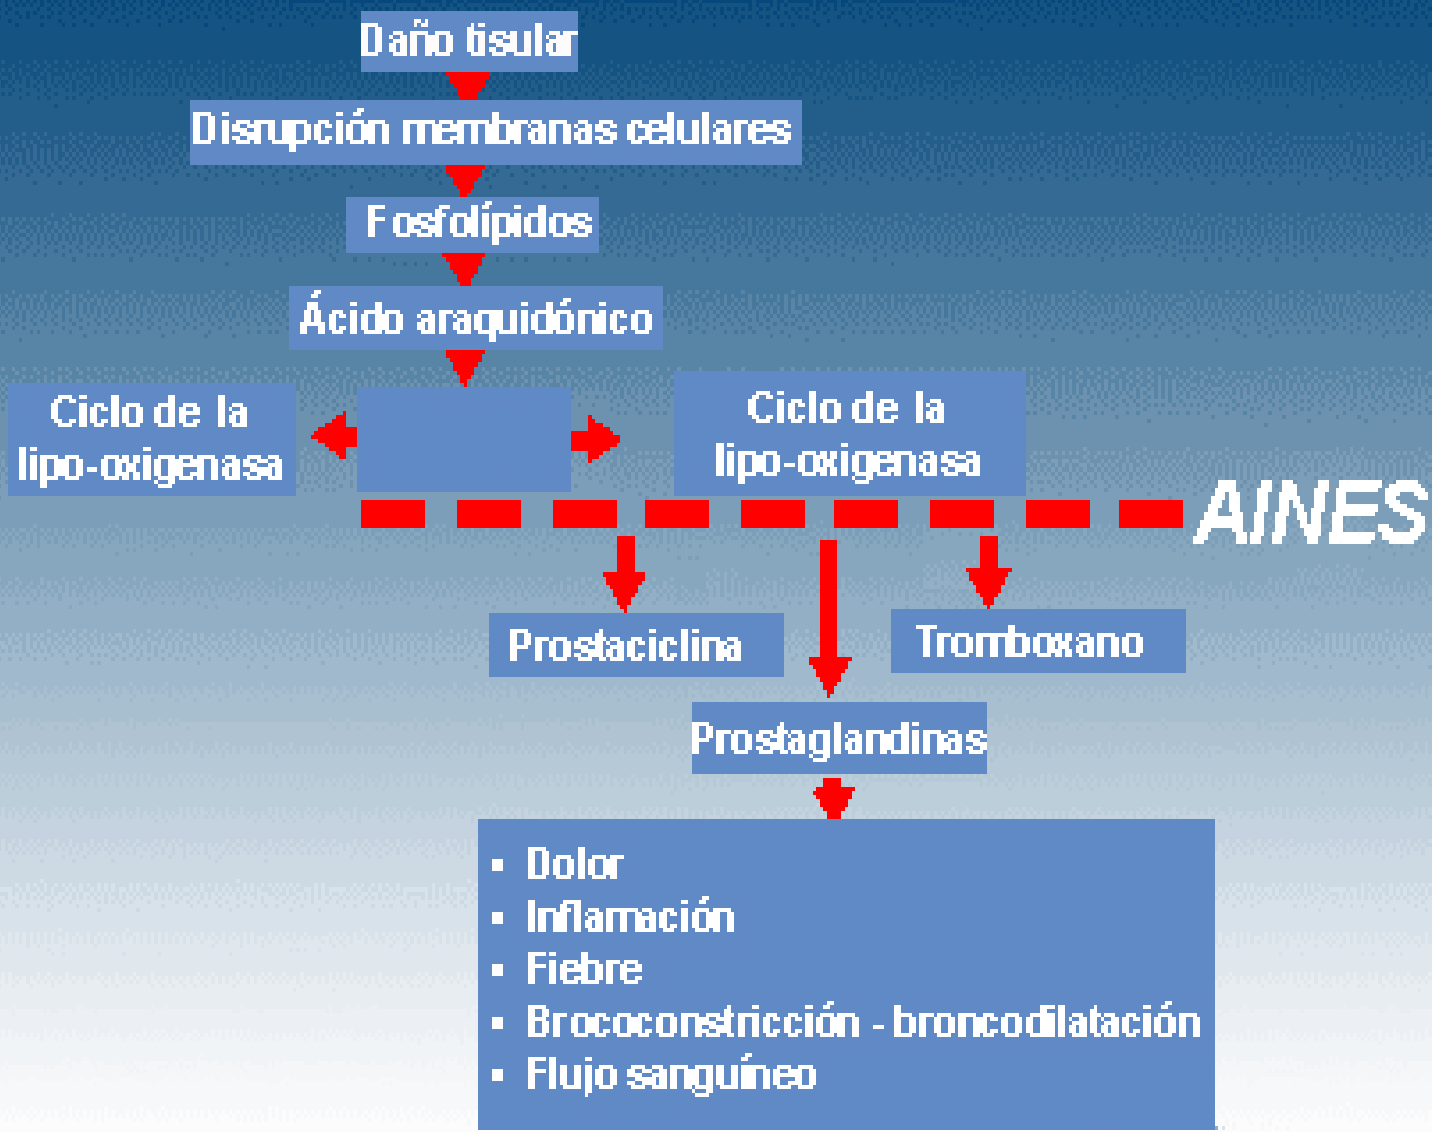 Daño tisular
Disrupción membranas celulares
Fosfolípidos
Ácido araquidónico
Ciclo de la
lipo-oxigenasa
Ciclo de la
lipo-oxigenasa
AINES
Prostaciclina
Tromboxano
Prostaglandinas
▪ Dolor
▪ Inflamación
▪ Fiebre
▪ Brococonstricción - broncodilatación
▪ Flujo sanguíneo